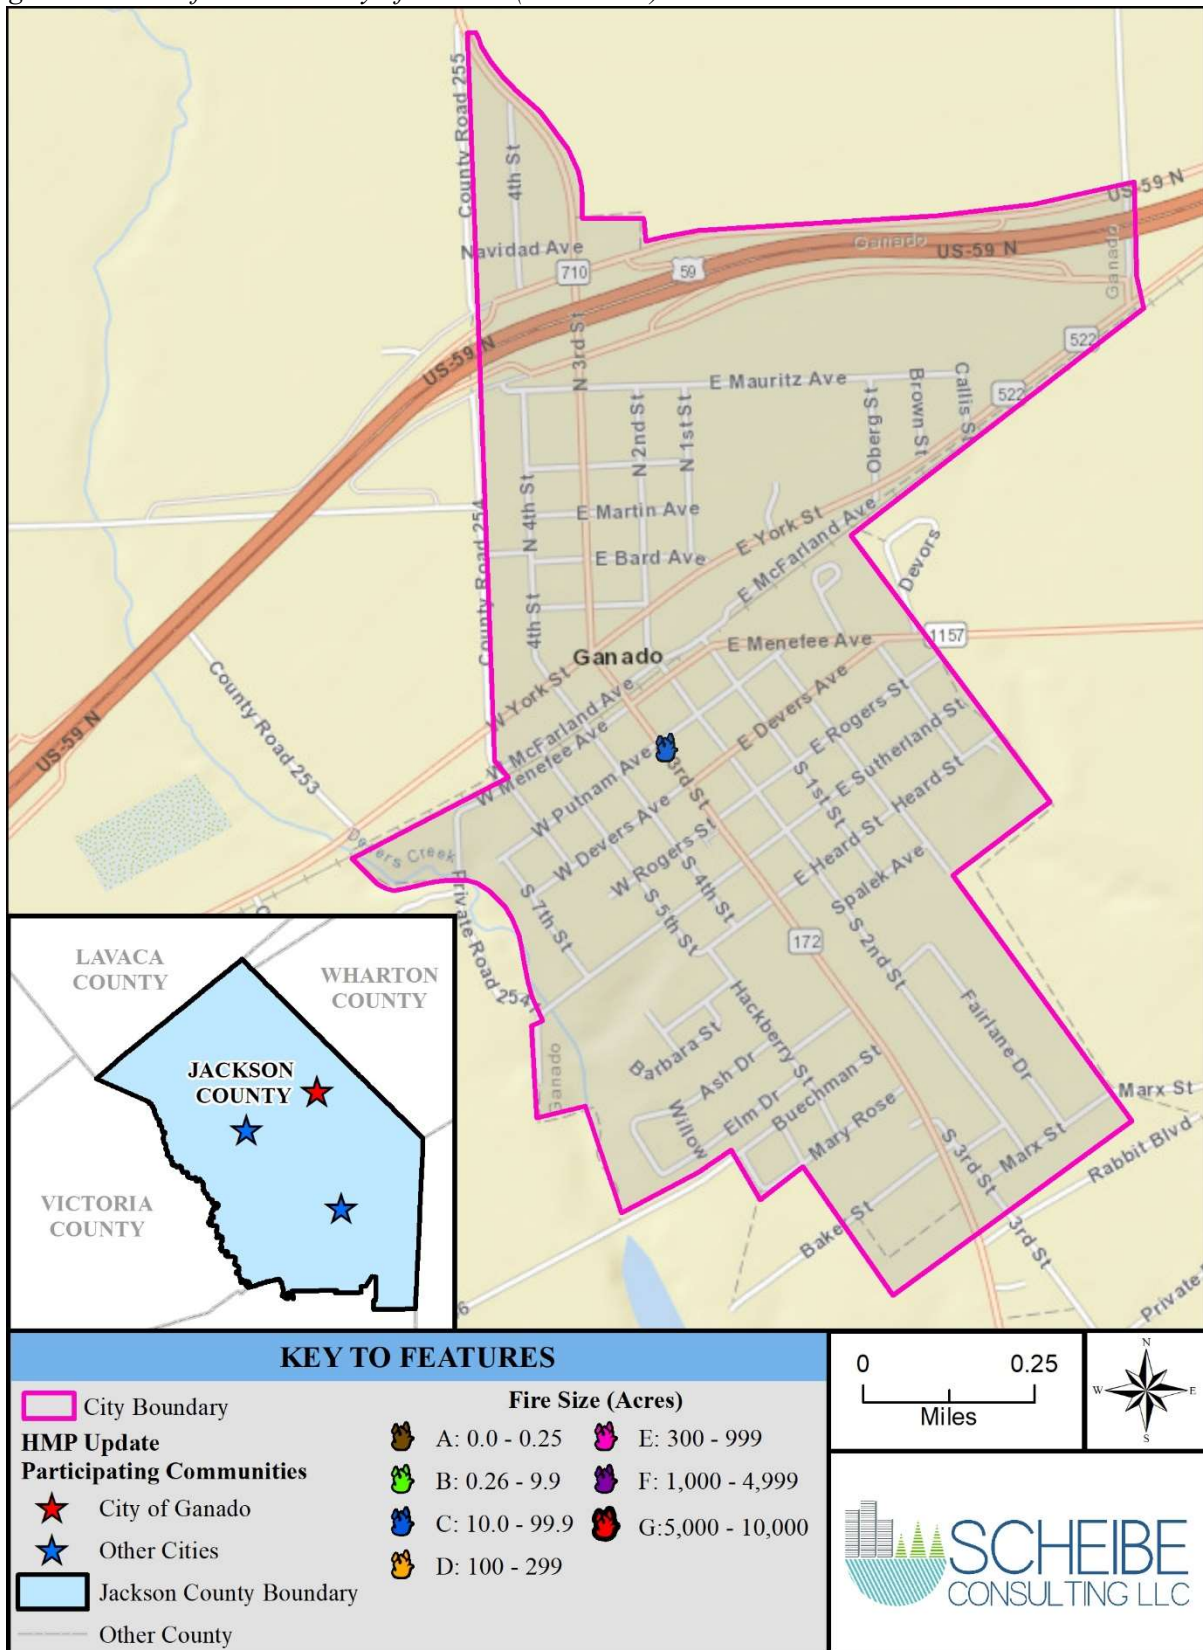 County Road 255
4th St
Navidad Ave
710
59
US-59 N
Ganado
US-59 N
Ganado
522
US-59 N
N 3rd St
E Mauritz Ave
Oberg St
Brown St
Callis St
522
N 2nd St
N 1st St
N 4th St
E Martin Ave
E Bard Ave
E York St
E McFarland Ave
Devors
County Road 254
4th St
Ganado
E Menefee Ave
1157
W York St
W McFarland Ave
W Menefee Ave
E Devers Ave
E Rogers St
E Sutherland St
Heard St
County Road 253
US-59 N
W Putnam Ave
3rd St
S 1st St
W Devers Ave
W Rogers St
S 4th St
E Heard St
Spalek Ave
Devers Creek
Private Road 2541
S 7th St
S 5th St
172
S 2nd St
Fairlane Dr
Hackberry St
Barbara St
Ash Dr
Elm Dr
Buechman St
Willow
Mary Rose
Ganado
Marx St
S 3rd St
Marx St
Rabbit Blvd
Baker St
3rd St
Private
6
LAVACA
COUNTY
WHARTON
COUNTY
JACKSON
COUNTY
VICTORIA
COUNTY
KEY TO FEATURES
City Boundary
HMP Update
Participating Communities
City of Ganado
Other Cities
Jackson County Boundary
Other County
Fire Size (Acres)
A: 0.0 - 0.25
B: 0.26 - 9.9
C: 10.0 - 99.9
D: 100 - 299
E: 300 - 999
F: 1,000 - 4,999
G:5,000 - 10,000
0 0.25
Miles
N
W E
S
SCHEIBE
CONSULTING LLC